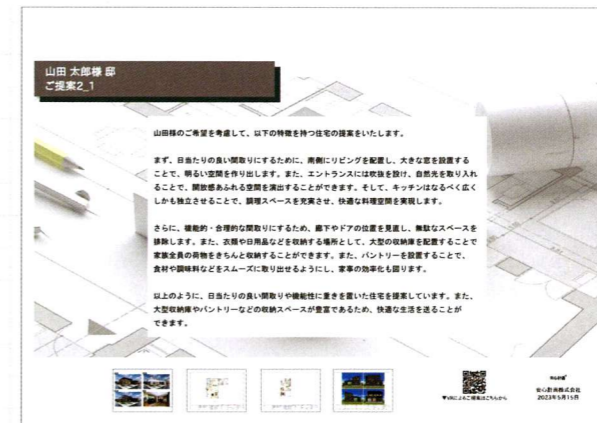 山田 太郎様 邸
ご提案2_1
山田様のご希望を考慮して、以下の特徴を持つ住宅の提案をいたします。
まず、日当たりの良い間取りにするために、南側にリビングを配置し、大きな窓を設置する
ことで、明るい空間を作り出します。また、エントランスには吹抜を設け、自然光を取り入れ
ることで、開放感あふれる空間を演出することができます。そして、キッチンはなるべく広く
しかも独立させることで、調理スペースを充実させ、快適な料理空間を実現します。
さらに、機能的・合理的な間取りにするため、廊下やドアの位置を見直し、無駄なスペースを
排除します。また、衣類や日用品などを収納する場所として、大型の収納庫を配置することで
家族全員の荷物をきちんと収納することができます。また、パントリーを設置することで、
食材や調味料などをスムーズに取り出せるようにし、家事の効率化も図ります。
以上のように、日当たりの良い間取りや機能性に重きを置いた住宅を提案しています。また、
大型収納庫やパントリーなどの収納スペースが豊富であるため、快適な生活を送ることが
できます。
▼VRによるご提案はこちらから
安心計画株式会社
2023年5月15日